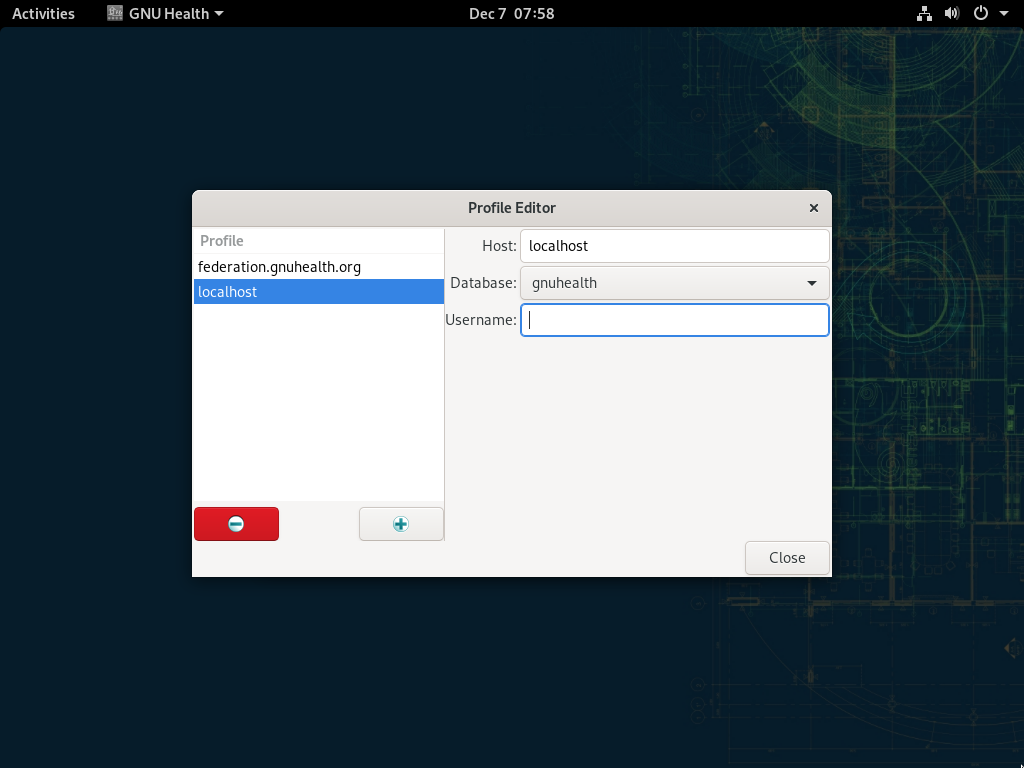 Activities GNU Health Dec 7 07:58
Profile Editor
Profile
federation.gnuhealth.org
localhost
Host: localhost
Database: gnuhealth
Username:
Close